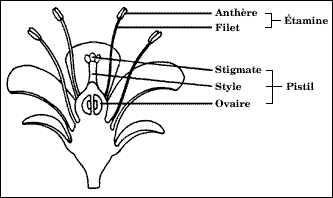 Anthère
Étamine
Filet
Stigmate
Style
Pistil
Ovaire